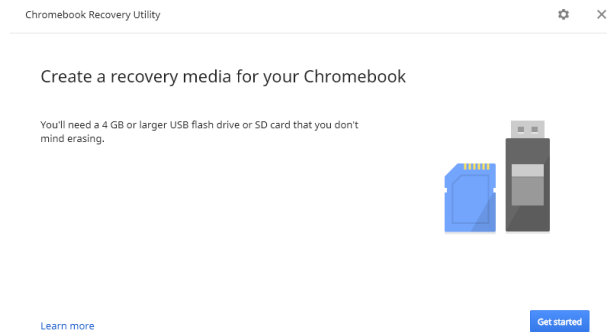 Chromebook Recovery Utility
Create a recovery media for your Chromebook
You'll need a 4 GB or larger USB flash drive or SD card that you don't
mind erasing.
Learn more
Get started